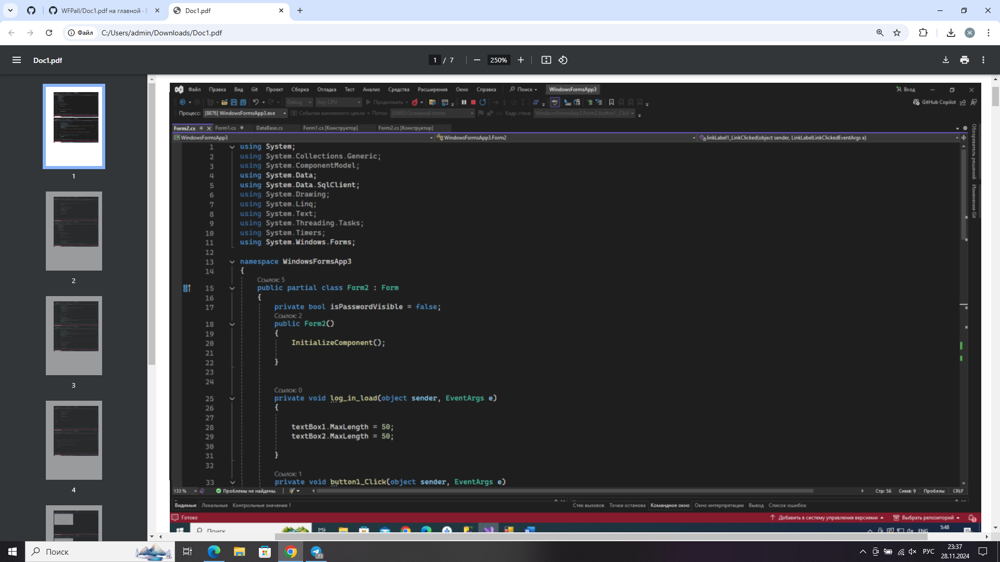 WFPall/Doc1.pdf на главной · E
Doc1.pdf
Файл
C:/Users/admin/Downloads/Doc1.pdf
Ж
Doc1.pdf
1 / 7
250%
Файл Правка Вид Git Проект Сборка Отладка Тест Анализ Средства Расширения Окно Справка Поиск WindowsFormsApp3 Вход
Debug Any CPU Продолжить GitHub Copilot
Процесс: [8876] WindowsFormsApp3.exe События жизненного цикла Поток: [8560] Основной поток Кадр стека: WindowsFormsApp3.Form2.button1_Clicl
Form2.cs Form1.cs DataBase.cs Form1.cs [Конструктор] Form2.cs [Конструктор]
WindowsFormsApp3 WindowsFormsApp3.Form2 linkLabel1_LinkClicked(object sender, LinkLabelLinkClickedEventArgs e)
1 using System;
2 using System.Collections.Generic;
3 using System.ComponentModel;
4 using System.Data;
5 using System.Data.SqlClient;
6 using System.Drawing;
7 using System.Linq;
8 using System.Text;
9 using System.Threading.Tasks;
10 using System.Timers;
11 using System.Windows.Forms;
12
13 namespace WindowsFormsApp3
14 {
Ссылок: 5
15 public partial class Form2 : Form
16 {
17 private bool isPasswordVisible = false;
Ссылок: 2
18 public Form2()
19 {
20 InitializeComponent();
21
22 }
23
24
Ссылок: 0
25 private void log_in_load(object sender, EventArgs e)
26 {
27
28 textBox1.MaxLength = 50;
29 textBox2.MaxLength = 50;
30
31 }
32
Ссылок: 1
33 private void button1_Click(object sender, EventArgs e)
Обозреватель решений
Изменения Git
133 % Проблемы не найдены. Стр: 56 Симв: 9 Пробелы CRLF
Видимые Локальные Контрольные значения 1 Стек вызовов Точки останова Командное окно Окно интерпретации Вывод Список ошибок
Готово Добавить в систему управления версиями Выбрать репозиторий 1
Поиск ENG 5:48
1
2
3
4
Поиск
71
РУС
23:37
28.11.2024